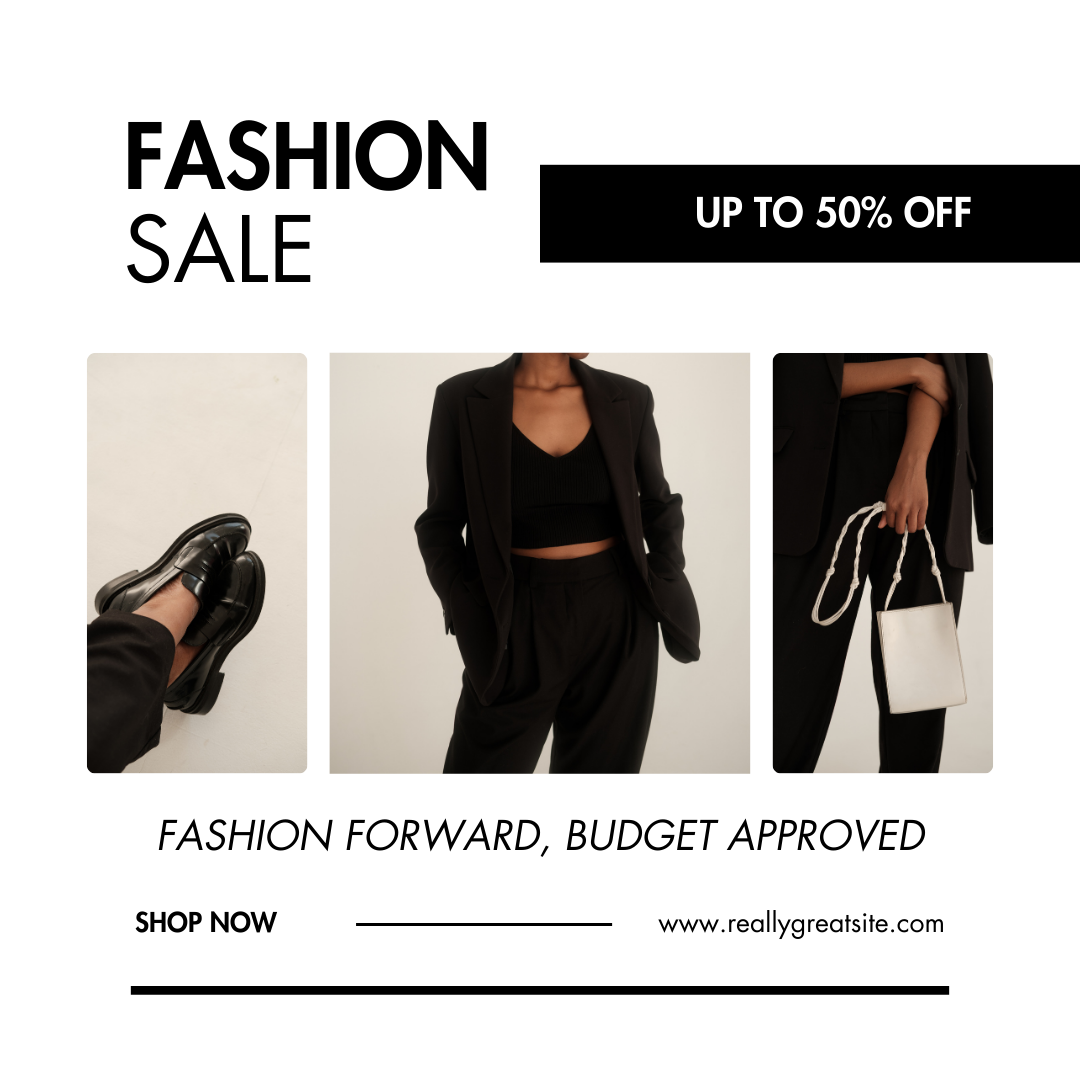 FASHION
SALE
UP TO 50% OFF
FASHION FORWARD, BUDGET APPROVED
SHOP NOW
www.reallygreatsite.com